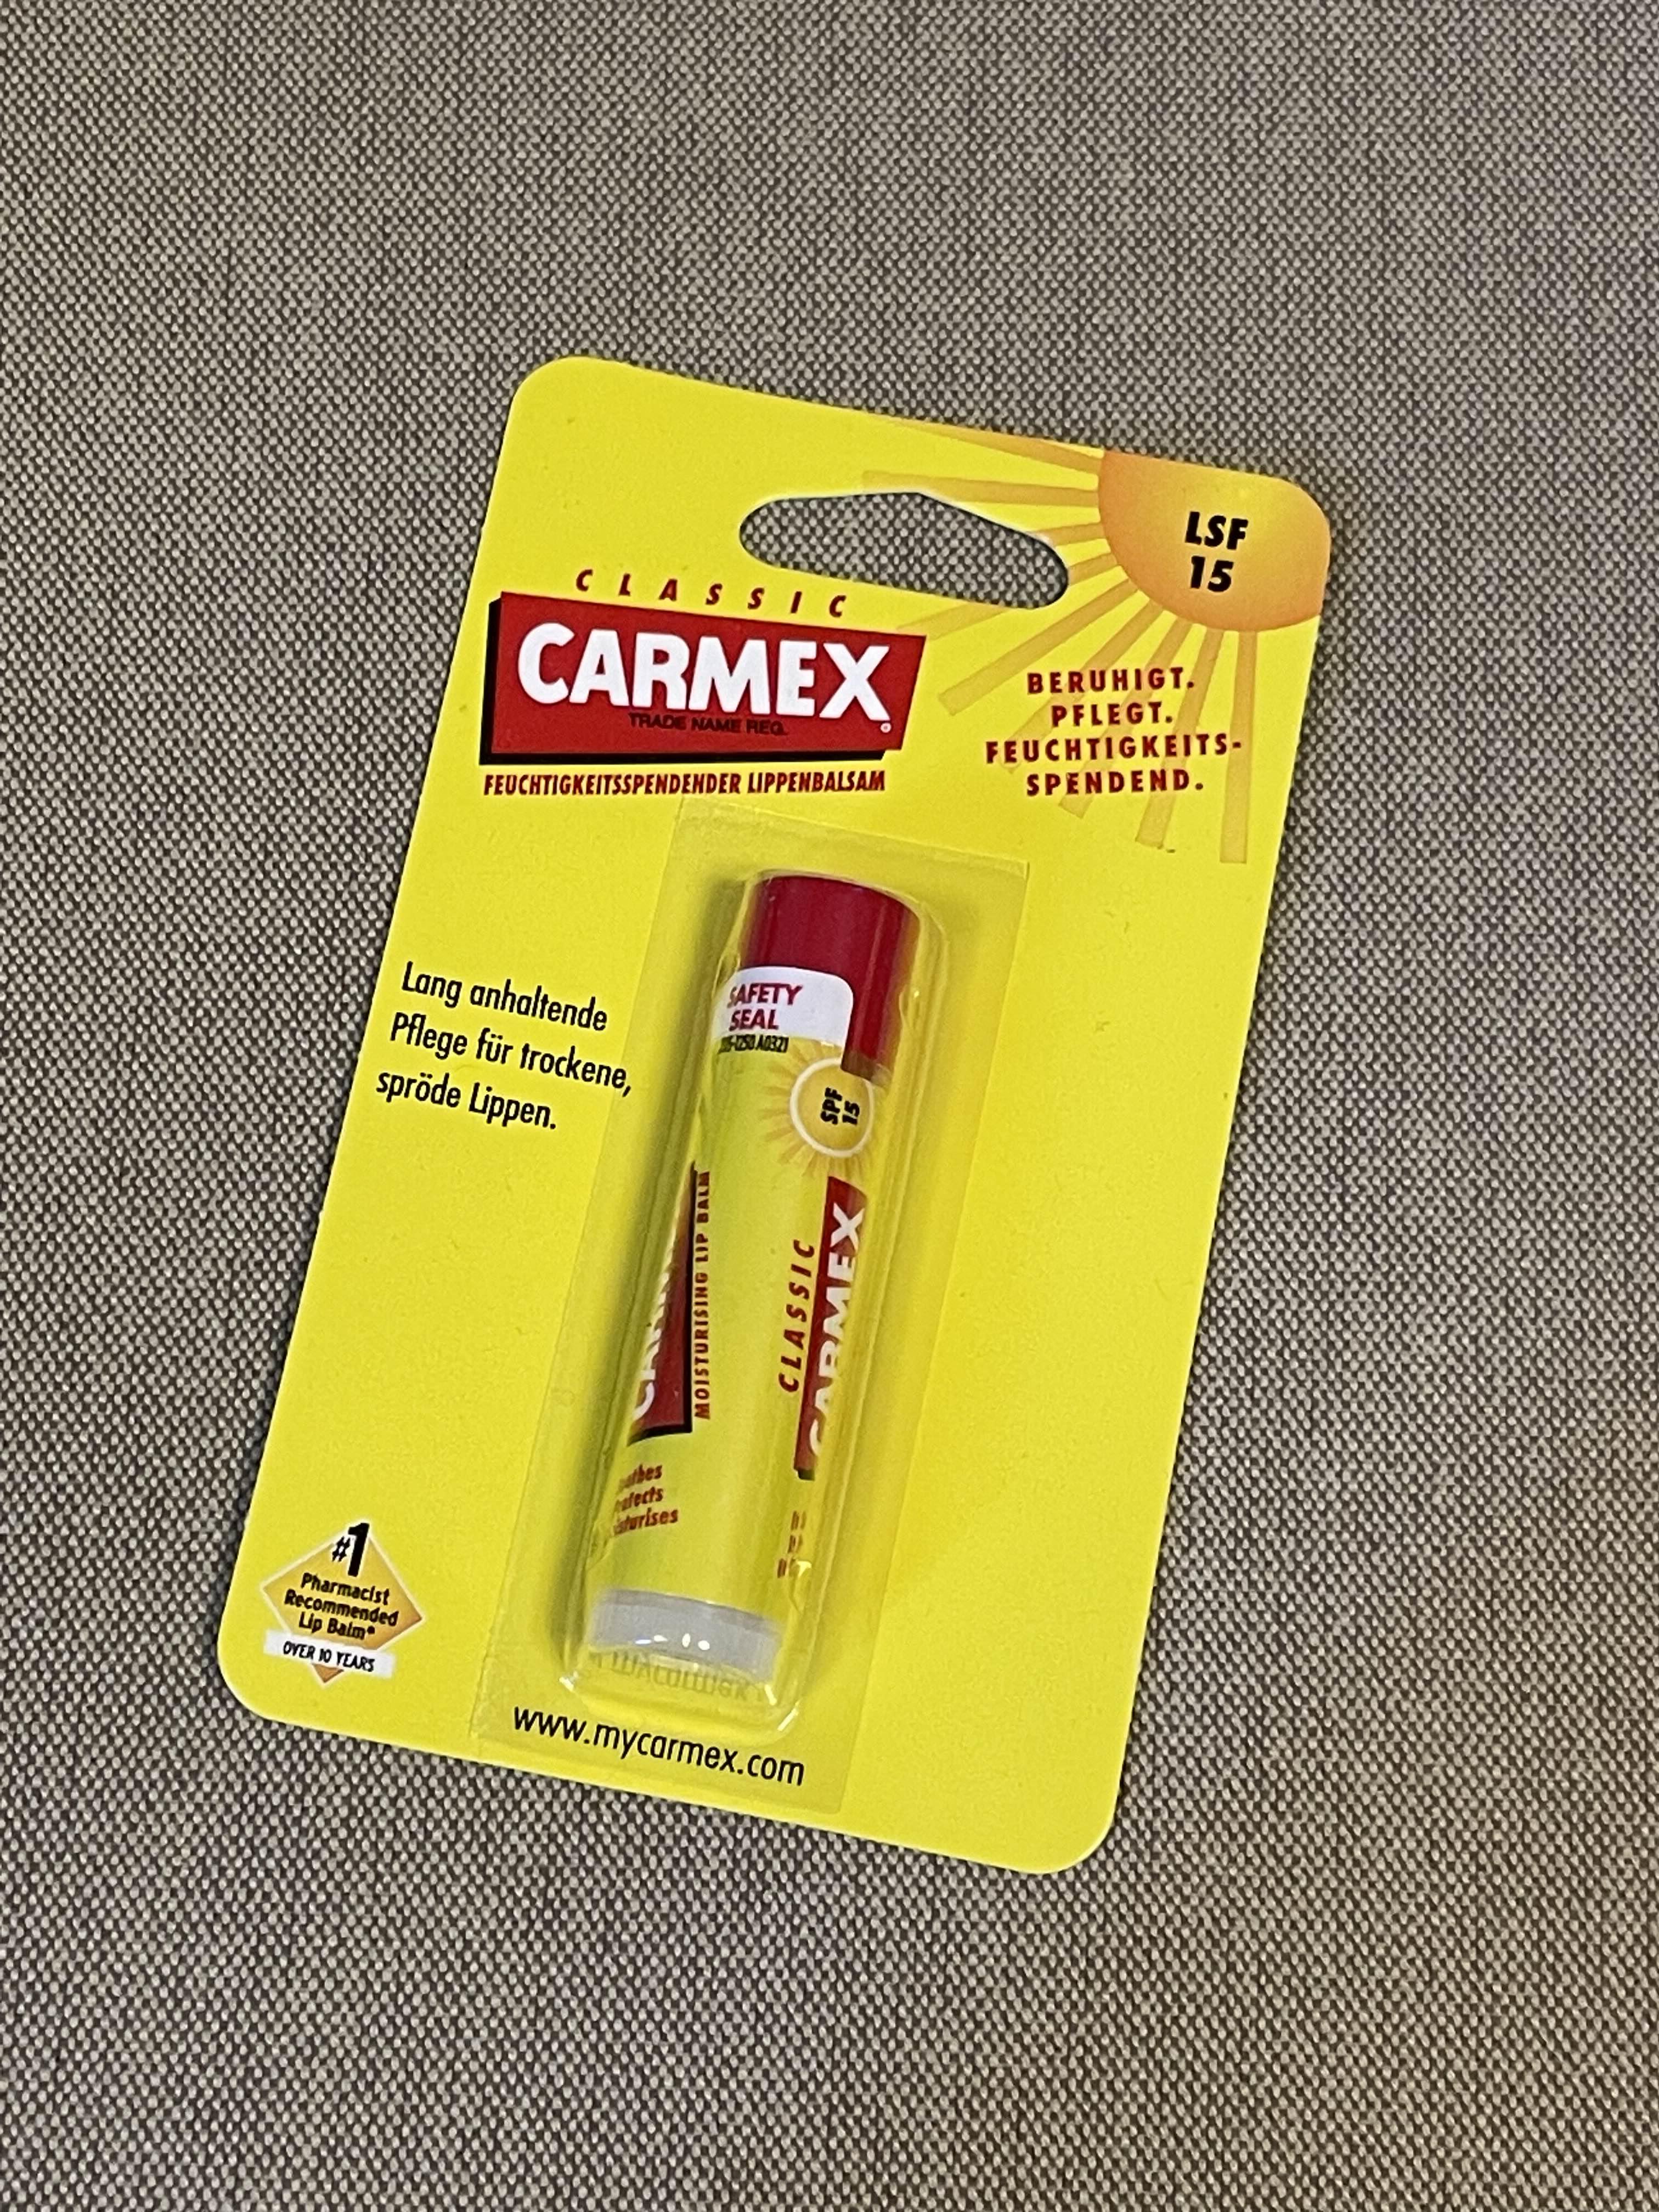 LSF
15
CLASSIC
CARMEX
TRADE NAME REG.
FEUCHTIGKEITSSPENDENDER LIPPENBALSAM
BERUHIGT.
PFLEGT.
FEUCHTIGKEITS-
SPENDEND.
Lang anhaltende
Pflege für trockene,
spröde Lippen.
SAFETY
SEAL
SPF
15
MOISTURISING LIP BALM
CLASSIC
CARMEX
#1
Pharmacist
Recommended
Lip Balm*
OVER 10 YEARS
www.mycarmex.com